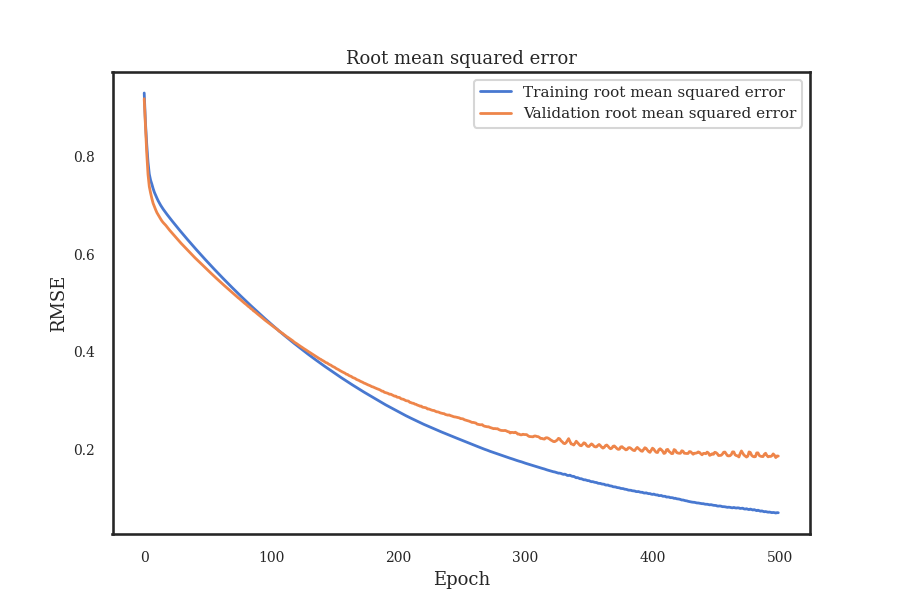 Root mean squared error
Training root mean squared error
Validation root mean squared error
0.8
0.6
0.4
0.2
RMSE
0 100 200 300 400 500
Epoch